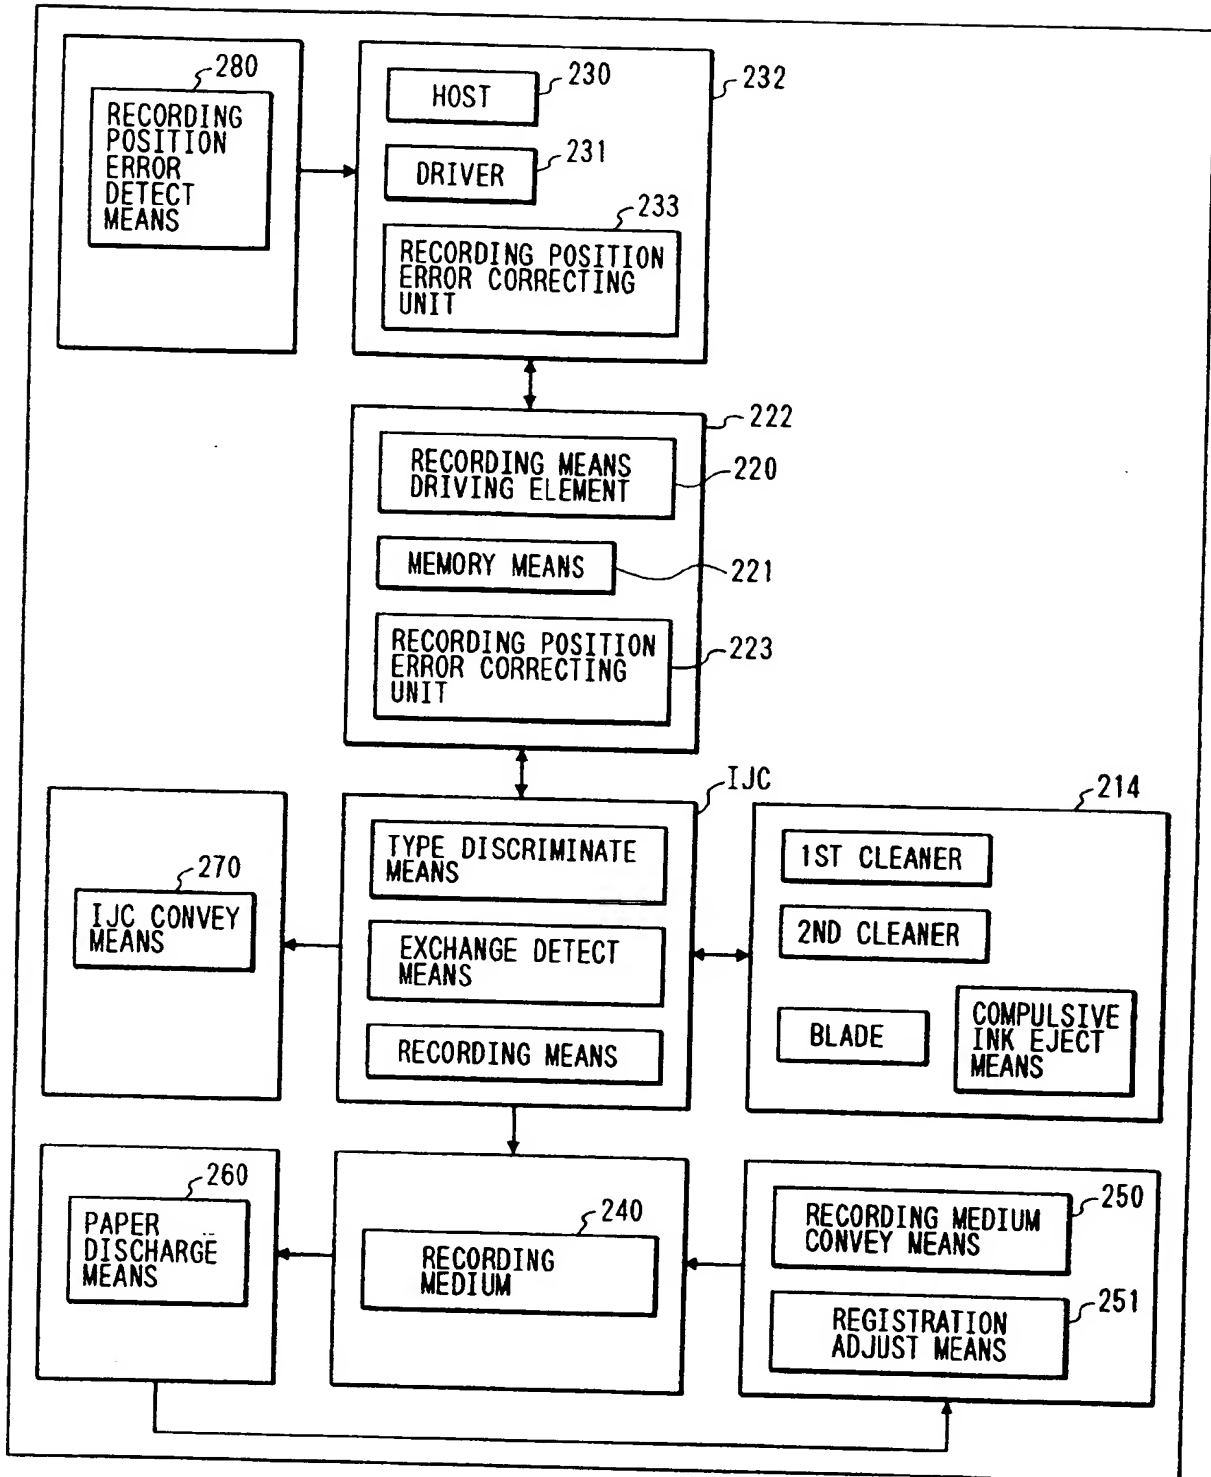 280
RECORDING
POSITION
ERROR
DETECT
MEANS
230
HOST
232
231
DRIVER
233
RECORDING POSITION
ERROR CORRECTING
UNIT
222
RECORDING MEANS
DRIVING ELEMENT
220
MEMORY MEANS
221
RECORDING POSITION
ERROR CORRECTING
UNIT
223
IJC
TYPE DISCRIMINATE
MEANS
EXCHANGE DETECT
MEANS
RECORDING MEANS
270
IJC CONVEY
MEANS
214
1ST CLEANER
2ND CLEANER
BLADE
COMPULSIVE
INK EJECT
MEANS
260
PAPER
DISCHARGE
MEANS
240
RECORDING
MEDIUM
250
RECORDING MEDIUM
CONVEY MEANS
251
REGISTRATION
ADJUST MEANS